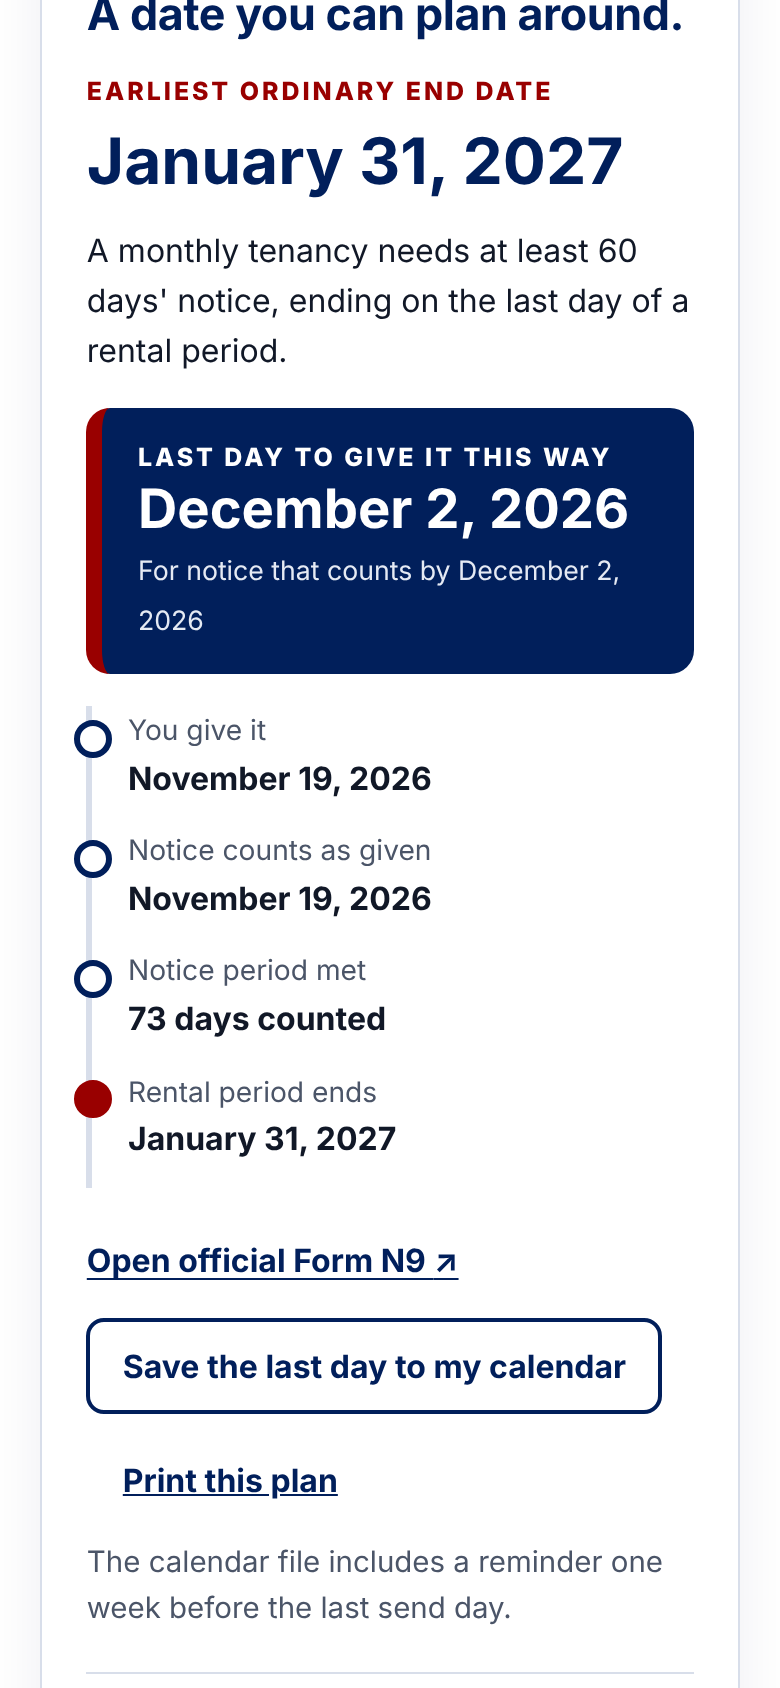 A date you can plan around.
EARLIEST ORDINARY END DATE
January 31, 2027
A monthly tenancy needs at least 60
days' notice, ending on the last day of a
rental period.
LAST DAY TO GIVE IT THIS WAY
December 2, 2026
For notice that counts by December 2,
2026
You give it
November 19, 2026
Notice counts as given
November 19, 2026
Notice period met
73 days counted
Rental period ends
January 31, 2027
Open official Form N9 ↗
Save the last day to my calendar
Print this plan
The calendar file includes a reminder one
week before the last send day.